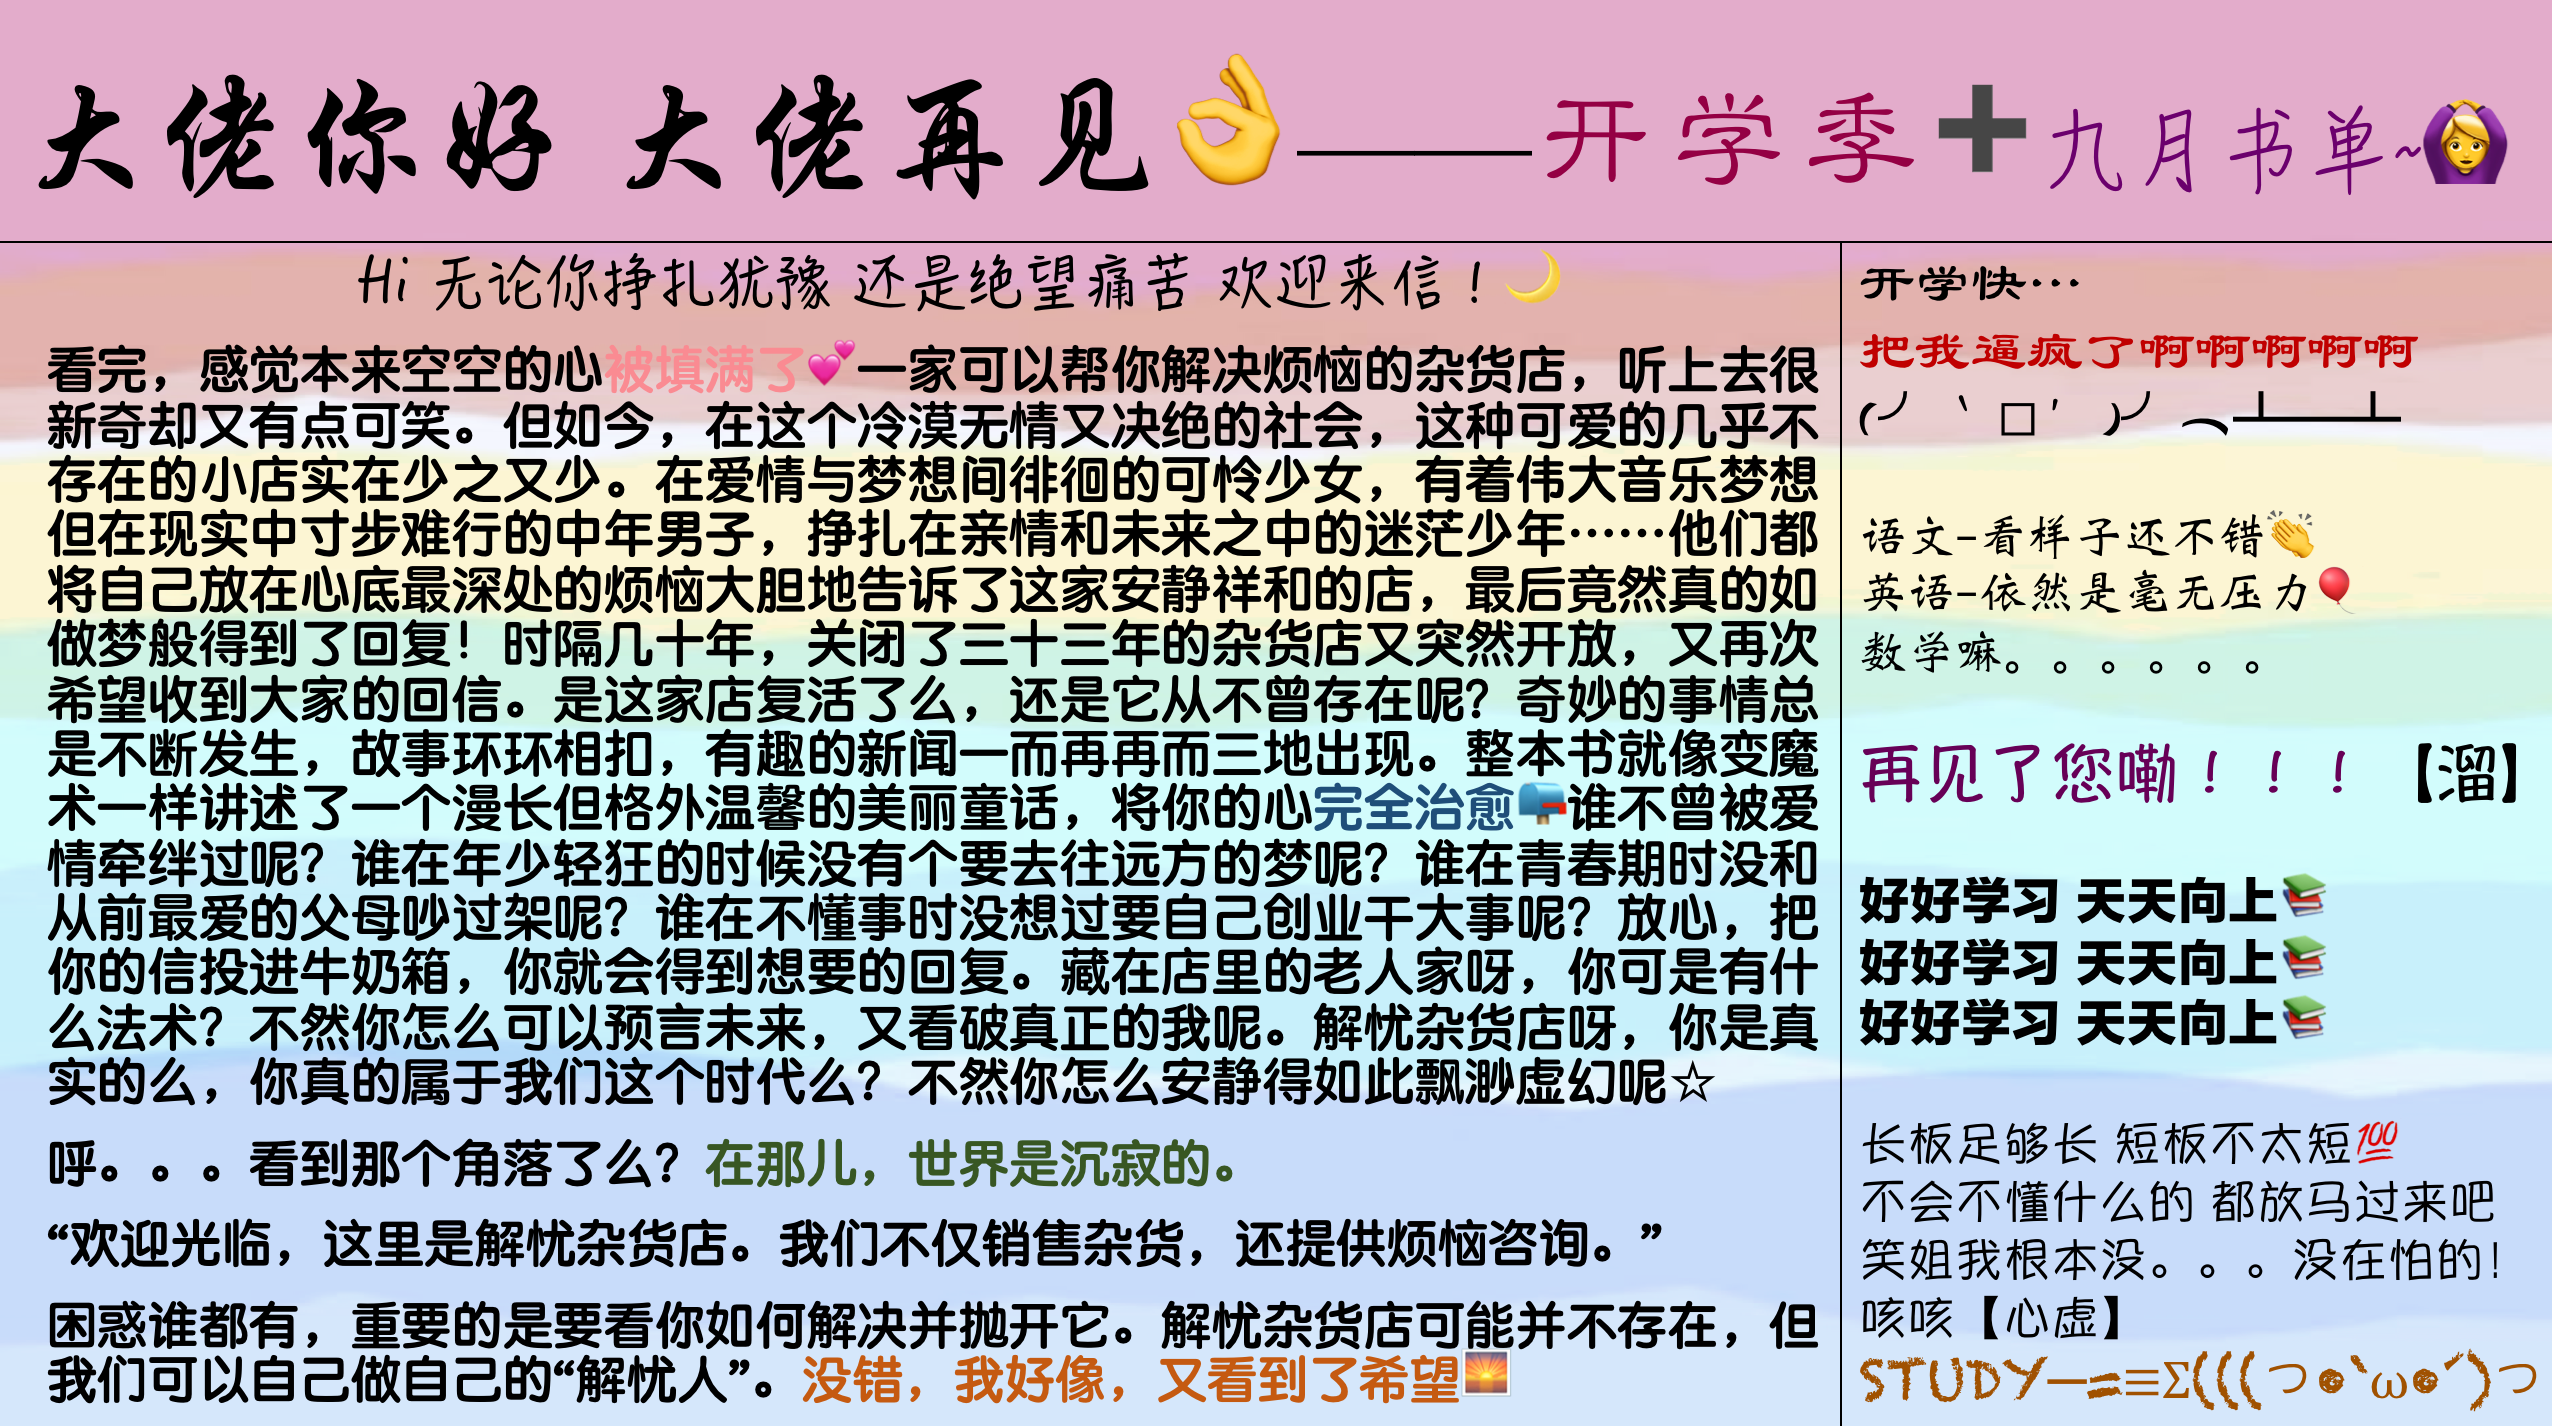 大佬你好 大佬再见👌——开学季➕九月书单~🙆
Hi 无论你挣扎犹豫 还是绝望痛苦 欢迎来信！🌙
看完，感觉本来空空的心被填满了💕一家可以帮你解决烦恼的杂货店，听上去很
新奇却又有点可笑。但如今，在这个冷漠无情又决绝的社会，这种可爱的几乎不
存在的小店实在少之又少。在爱情与梦想间徘徊的可怜少女，有着伟大音乐梦想
但在现实中寸步难行的中年男子，挣扎在亲情和未来之中的迷茫少年……他们都
将自己放在心底最深处的烦恼大胆地告诉了这家安静祥和的店，最后竟然真的如
做梦般得到了回复！时隔几十年，关闭了三十三年的杂货店又突然开放，又再次
希望收到大家的回信。是这家店复活了么，还是它从不曾存在呢？奇妙的事情总
是不断发生，故事环环相扣，有趣的新闻一而再再而三地出现。整本书就像变魔
术一样讲述了一个漫长但格外温馨的美丽童话，将你的心完全治愈📪谁不曾被爱
情牵绊过呢？谁在年少轻狂的时候没有个要去往远方的梦呢？谁在青春期时没和
从前最爱的父母吵过架呢？谁在不懂事时没想过要自己创业干大事呢？放心，把
你的信投进牛奶箱，你就会得到想要的回复。藏在店里的老人家呀，你可是有什
么法术？不然你怎么可以预言未来，又看破真正的我呢。解忧杂货店呀，你是真
实的么，你真的属于我们这个时代么？不然你怎么安静得如此飘渺虚幻呢☆
呼。。。看到那个角落了么？在那儿，世界是沉寂的。
“欢迎光临，这里是解忧杂货店。我们不仅销售杂货，还提供烦恼咨询。”
困惑谁都有，重要的是要看你如何解决并抛开它。解忧杂货店可能并不存在，但
我们可以自己做自己的“解忧人”。没错，我好像，又看到了希望🌅
开学快…
把我逼疯了啊啊啊啊啊
(╯‵□′)╯︵┻━┻
语文-看样子还不错👏
英语-依然是毫无压力🎈
数学嘛。。。。。。
再见了您嘞！！！【溜】
好好学习 天天向上📚
好好学习 天天向上📚
好好学习 天天向上📚
长板足够长 短板不太短💯
不会不懂什么的 都放马过来吧
笑姐我根本没。。。没在怕的！
咳咳【心虚】
STUDY—=≡Σ(((つ๑`ω๑´)つ